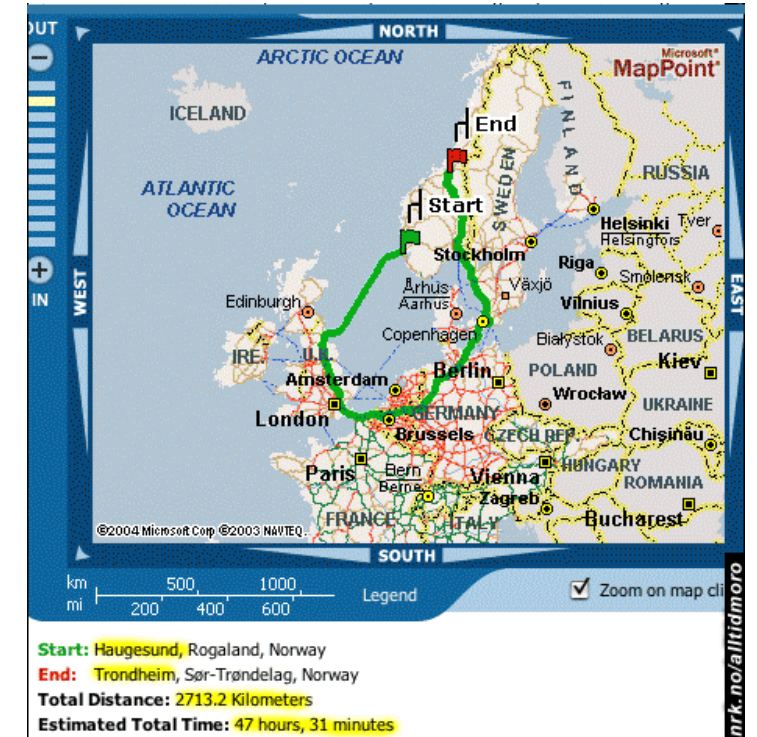 OUT
NORTH
Microsoft®
MapPoint®
ARCTIC OCEAN
ICELAND
FINLAND
End
RUSSIA
SWEDEN
ATLANTIC
OCEAN
Start
Helsinki
Helsingfors
Tver
Stockholm
Riga
Smolensk
IN
WEST
EAST
Århus
Aarhus
Växjö
Vilnius
Edinburgh
Copenhagen
Białystok
BELARUS
IRE.
U.K.
Berlin
POLAND
Kiev
Amsterdam
Wrocław
UKRAINE
London
GERMANY
Brussels
CZECH REP.
Chișinău
Paris
Bern
Berne
Vienna
HUNGARY
ROMANIA
Zagreb
FRANCE
ITALY
Bucharest
©2004 Microsoft Corp ©2003 NAVTEQ.
SOUTH
km 500 1000
mi 200 400 600
Legend
Zoom on map cli
nrk.no/alltidmoro
Start: Haugesund, Rogaland, Norway
End: Trondheim, Sør-Trøndelag, Norway
Total Distance: 2713.2 Kilometers
Estimated Total Time: 47 hours, 31 minutes